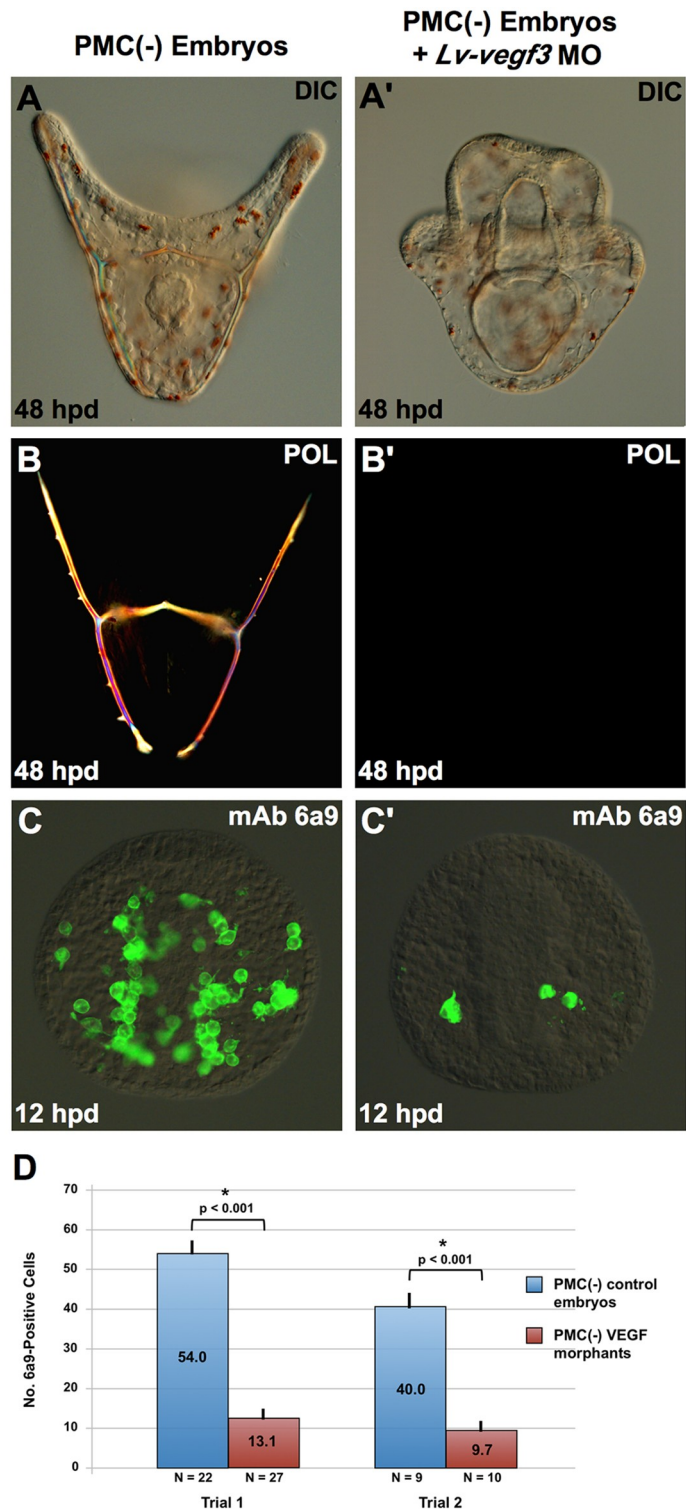 PMC(-) Embryos
PMC(-) Embryos
+ Lv-vegf3 MO
A
DIC
48 hpd
A'
DIC
48 hpd
B
POL
48 hpd
B'
POL
48 hpd
C
mAb 6a9
12 hpd
C'
mAb 6a9
12 hpd
D
No. 6a9-Positive Cells
70
60
50
40
30
20
10
0
*
p < 0.001
*
p < 0.001
54.0
13.1
40.0
9.7
PMC(-) control
embryos
PMC(-) VEGF
morphants
N = 22
N = 27
N = 9
N = 10
Trial 1
Trial 2